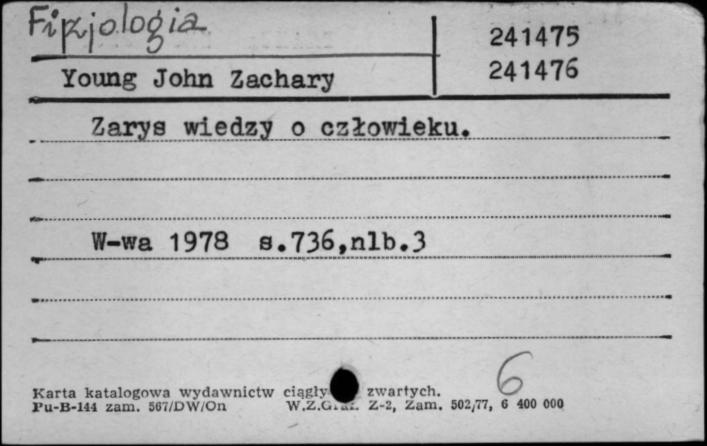 Fizjologia
241475
241476
Young John Zachary
Zarys wiedzy o człowieku.
W-wa 1978 s.736,nlb.3
6
Karta katalogowa wydawnictw zwartych.
Pu-B-144 zam. 567/DW/On W.Z.Graf. Z-2, Zam. 502/77, 6 400 000